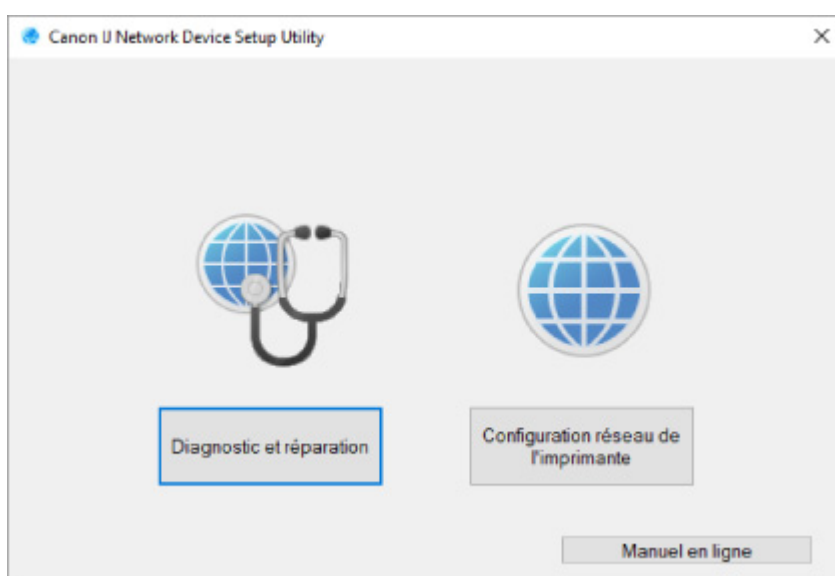 Canon IJ Network Device Setup Utility
Diagnostic et réparation
Configuration réseau de
l'imprimante
Manuel en ligne